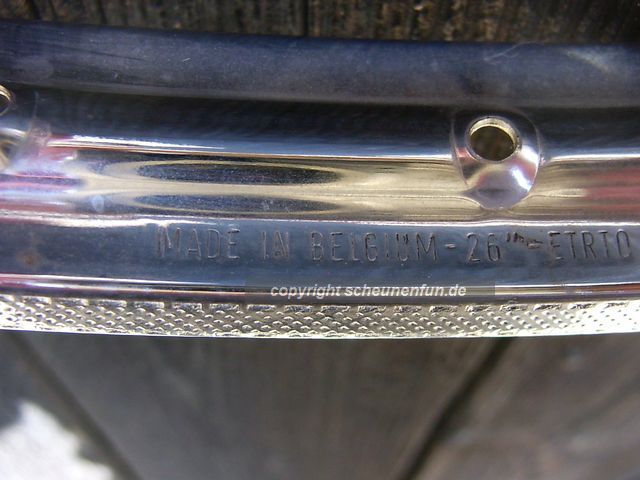 MADE IN BELGIUM-26"-ETRTO
copyright scheunenfun.de